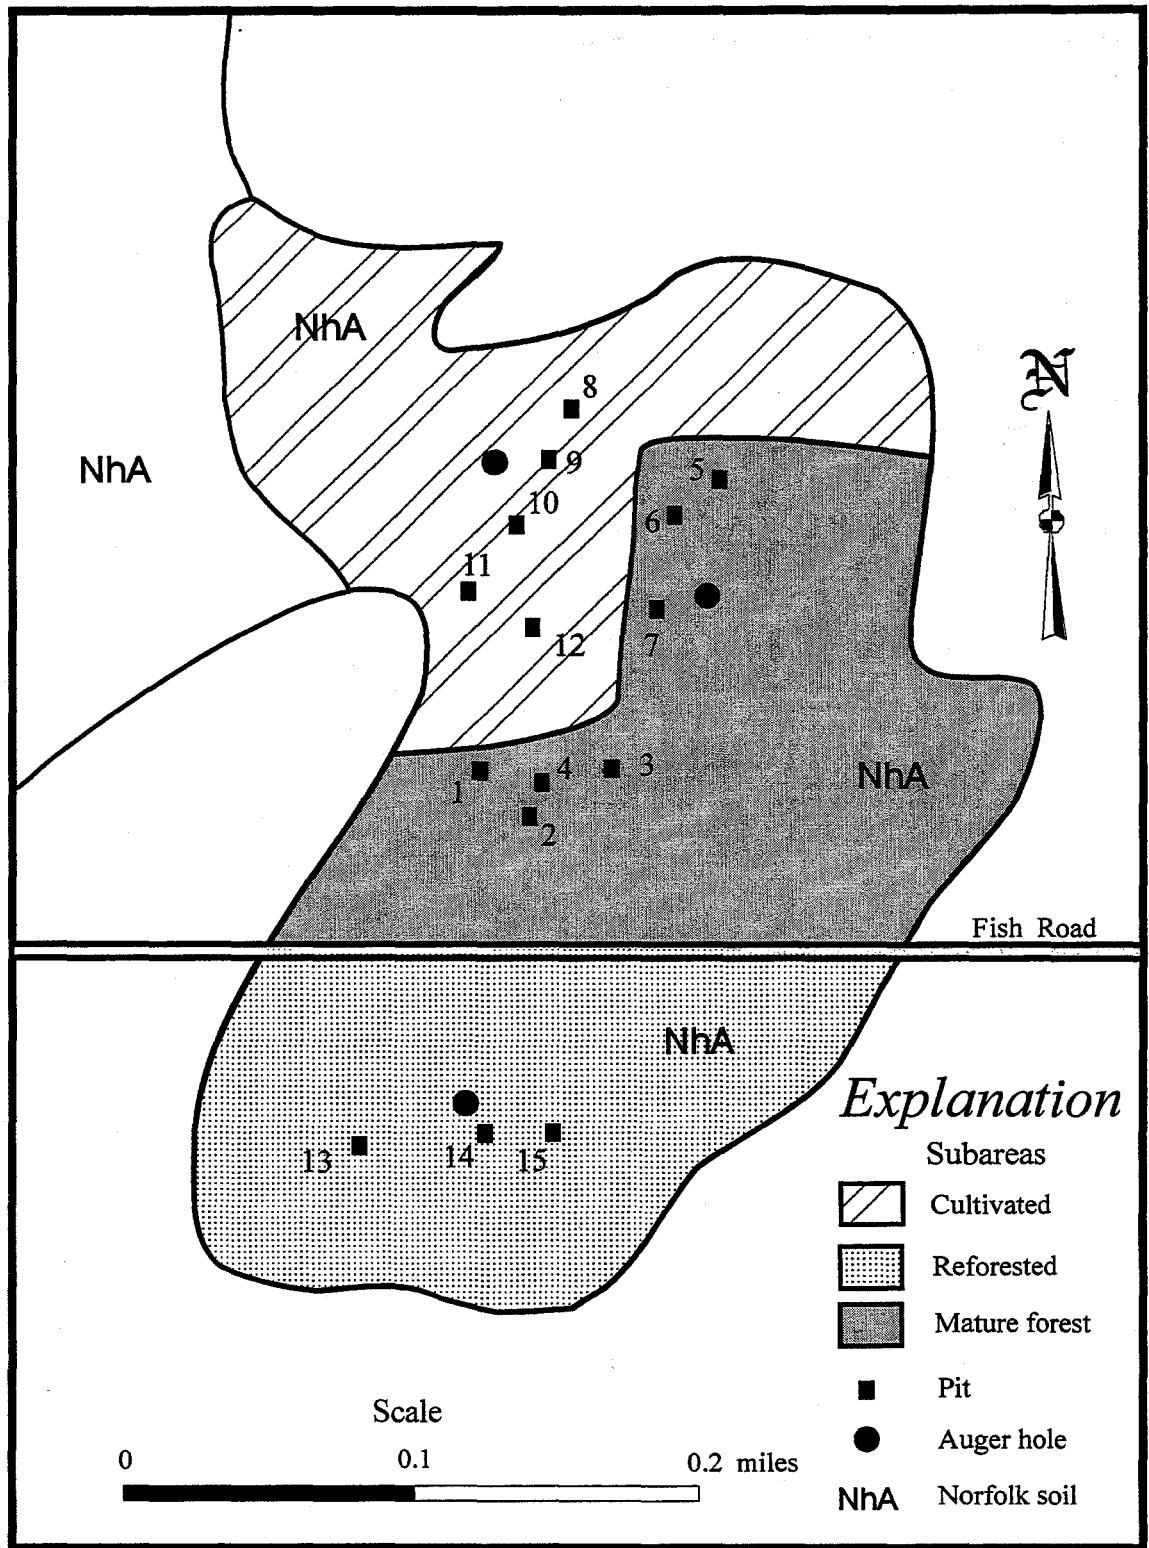 NhA
8
N
NhA
9
5
10
6
11
7
12
3
4
NhA
1
2
Fish Road
NhA
Explanation
14
15
13
Subareas
Cultivated
Reforested
Mature forest
Pit
Scale
Auger hole
0 0.1 0.2 miles
NhA Norfolk soil